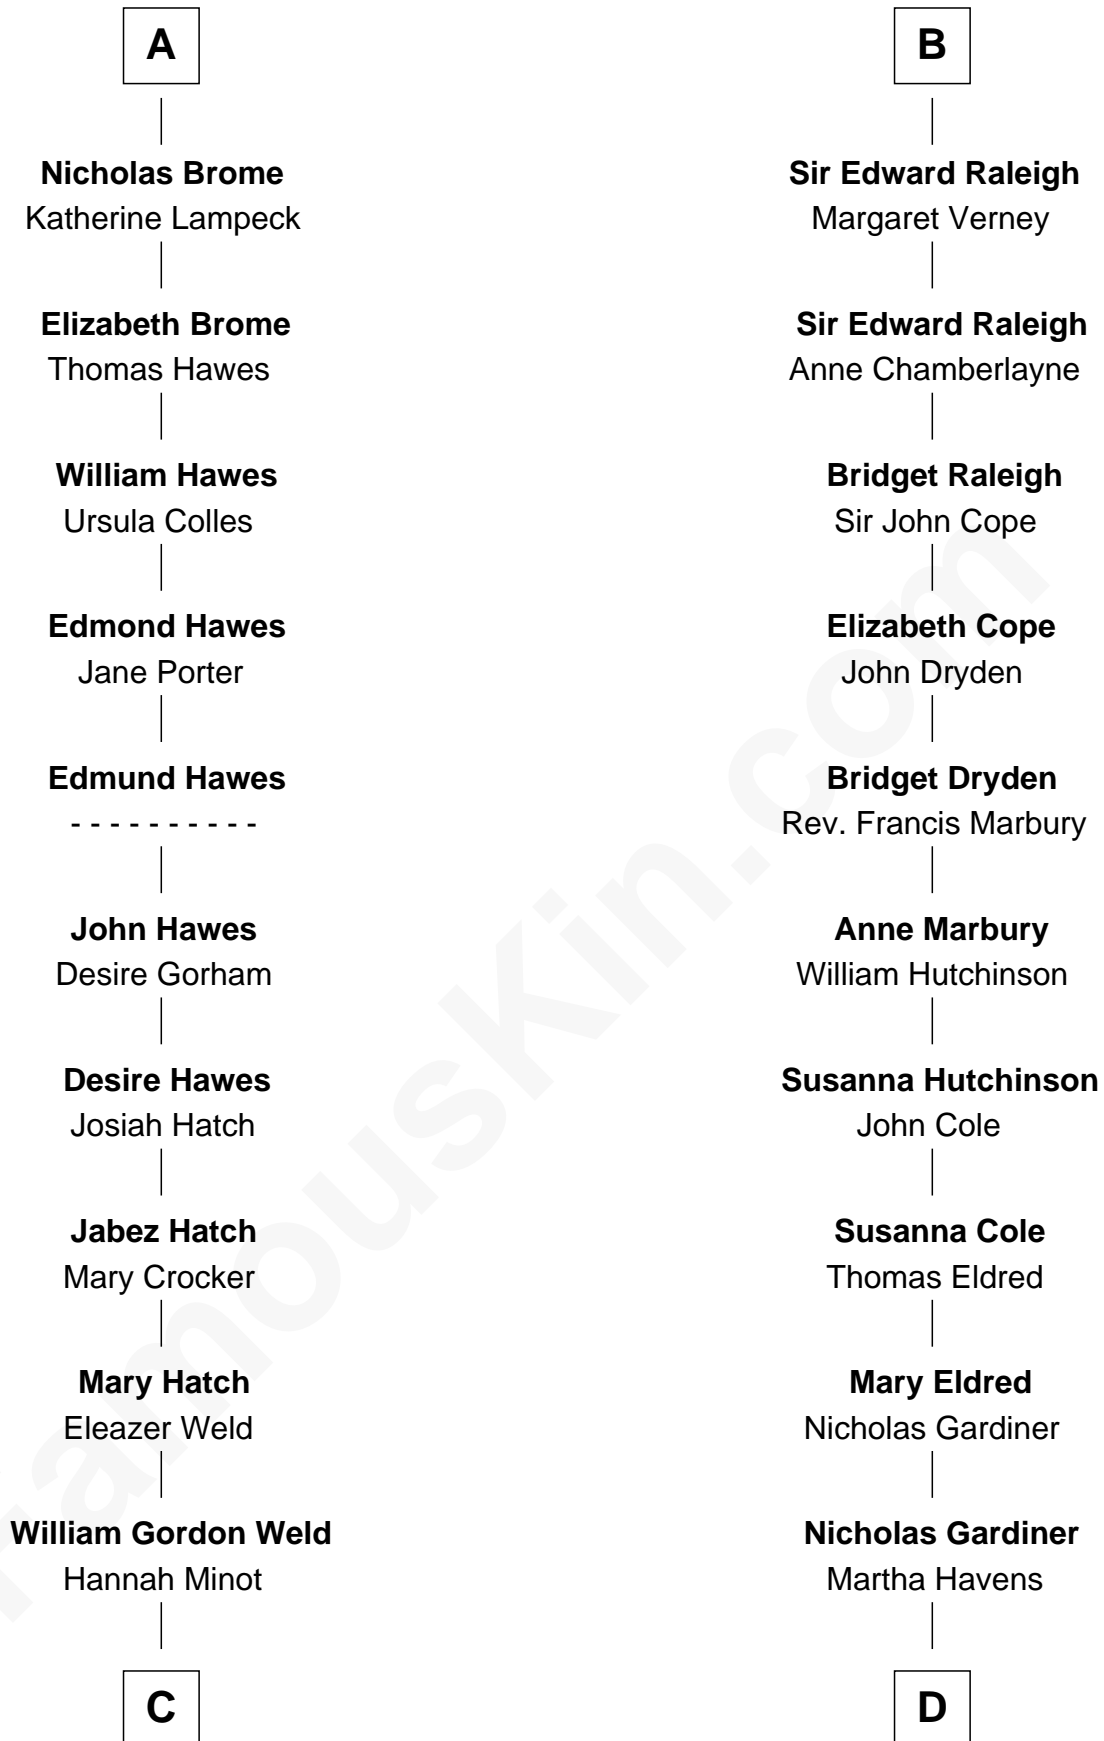 A
Nicholas Brome
Katherine Lampeck
Elizabeth Brome
Thomas Hawes
William Hawes
Ursula Colles
Edmond Hawes
Jane Porter
Edmund Hawes
- - - - - - - - - -
John Hawes
Desire Gorham
Desire Hawes
Josiah Hatch
Jabez Hatch
Mary Crocker
Mary Hatch
Eleazer Weld
William Gordon Weld
Hannah Minot
C
B
Sir Edward Raleigh
Margaret Verney
Sir Edward Raleigh
Anne Chamberlayne
Bridget Raleigh
Sir John Cope
Elizabeth Cope
John Dryden
Bridget Dryden
Rev. Francis Marbury
Anne Marbury
William Hutchinson
Susanna Hutchinson
John Cole
Susanna Cole
Thomas Eldred
Mary Eldred
Nicholas Gardiner
Nicholas Gardiner
Martha Havens
D
FamousKin.com